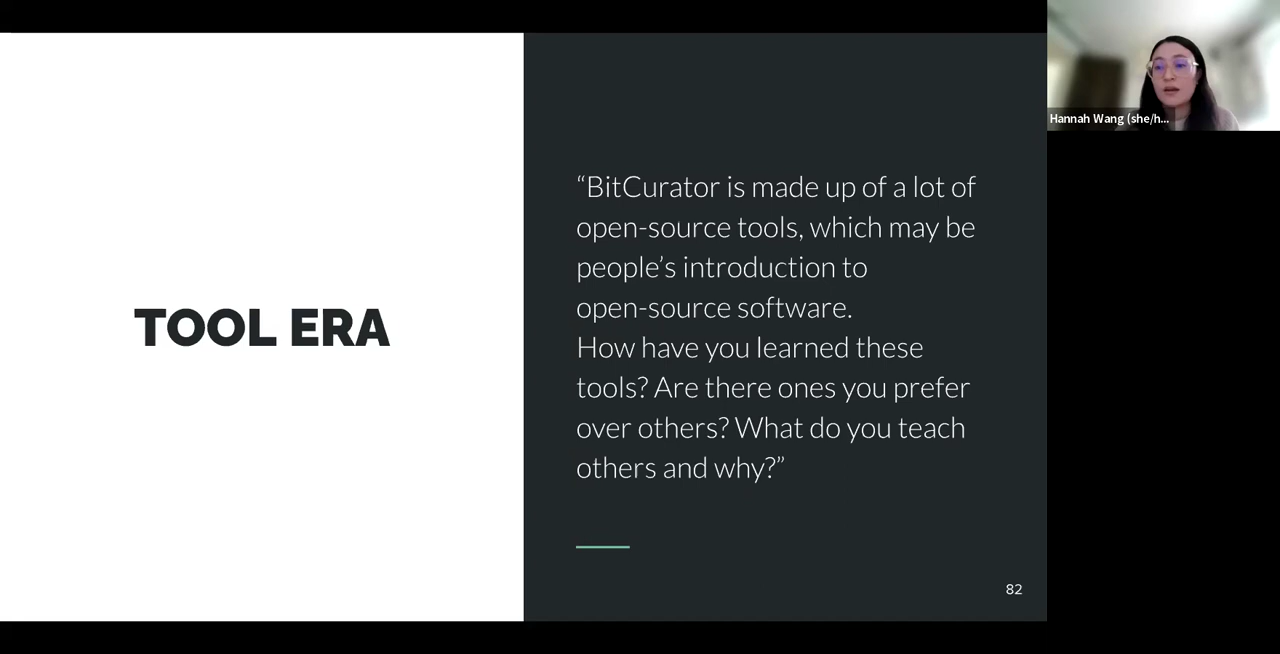 TOOL ERA
“BitCurator is made up of a lot of
open-source tools, which may be
people’s introduction to
open-source software.
How have you learned these
tools? Are there ones you prefer
over others? What do you teach
others and why?”
82
Hannah Wang (she/h...